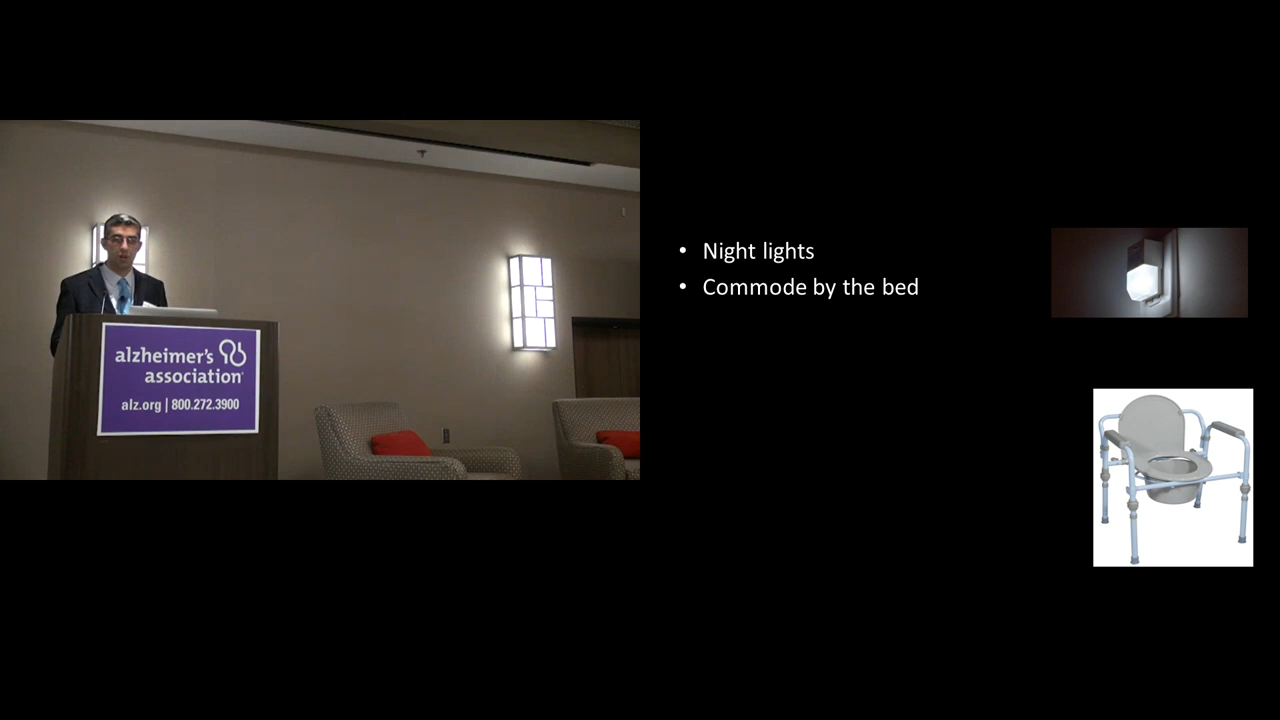 alzheimer's
association
alz.org | 800.272.3900
• Night lights
• Commode by the bed